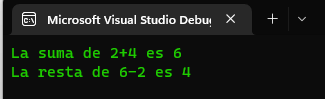 Microsoft Visual Studio Debug
La suma de 2+4 es 6
La resta de 6-2 es 4